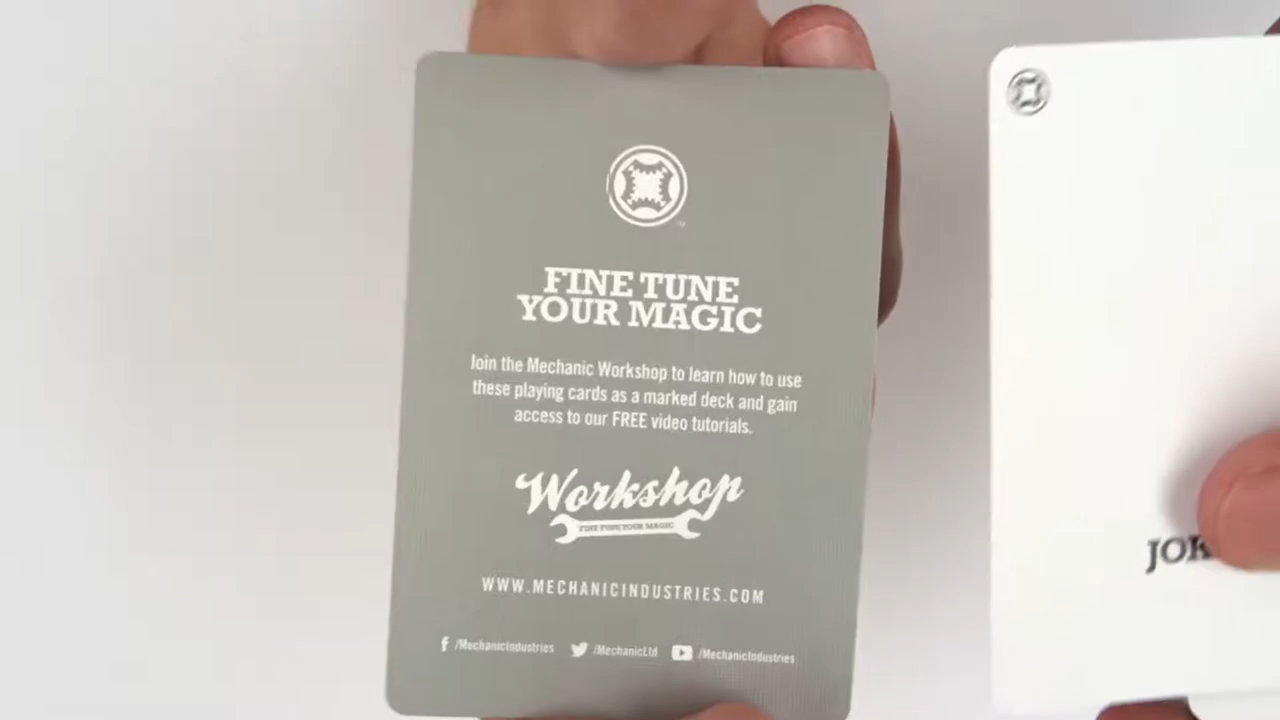 TM
FINE TUNE
YOUR MAGIC
Join the Mechanic Workshop to learn how to use
these playing cards as a marked deck and gain
access to our FREE video tutorials.
Workshop
FINE TUNE YOUR MAGIC
WWW.MECHANICINDUSTRIES.COM
/MechanicIndustries /MechanicLtd /MechanicIndustries
JOK